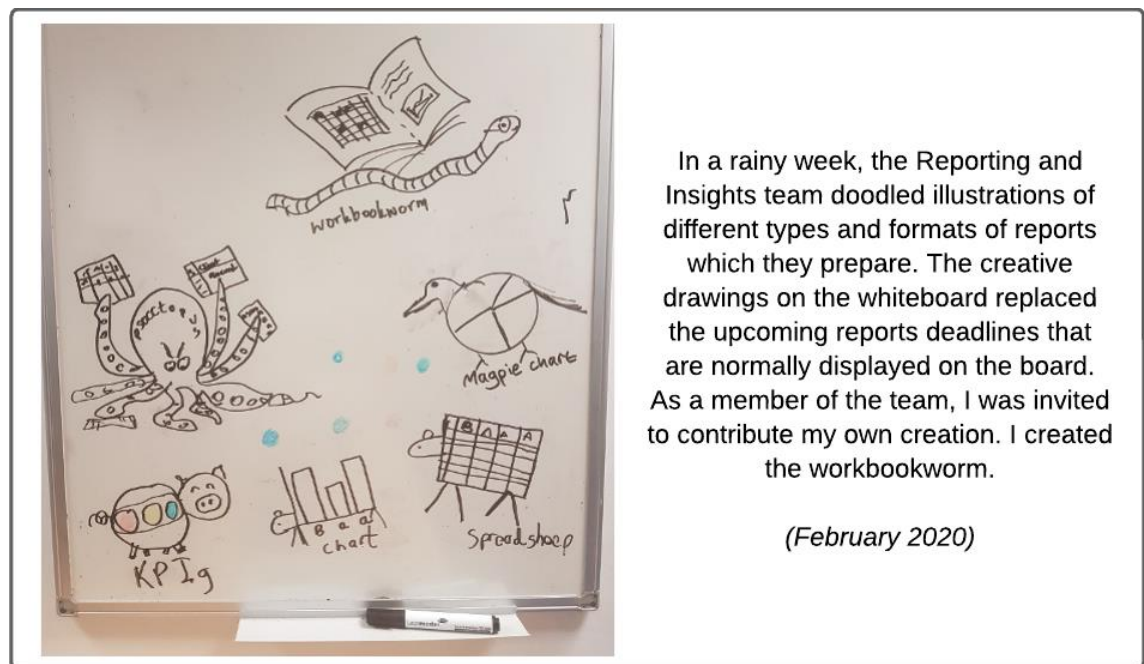 workbookworm
Client
Magpie chart
B A A A
B a a
chart
Spreadsheep
KPIg
In a rainy week, the Reporting and
Insights team doodled illustrations of
different types and formats of reports
which they prepare. The creative
drawings on the whiteboard replaced
the upcoming reports deadlines that
are normally displayed on the board.
As a member of the team, I was invited
to contribute my own creation. I created
the workbookworm.
(February 2020)